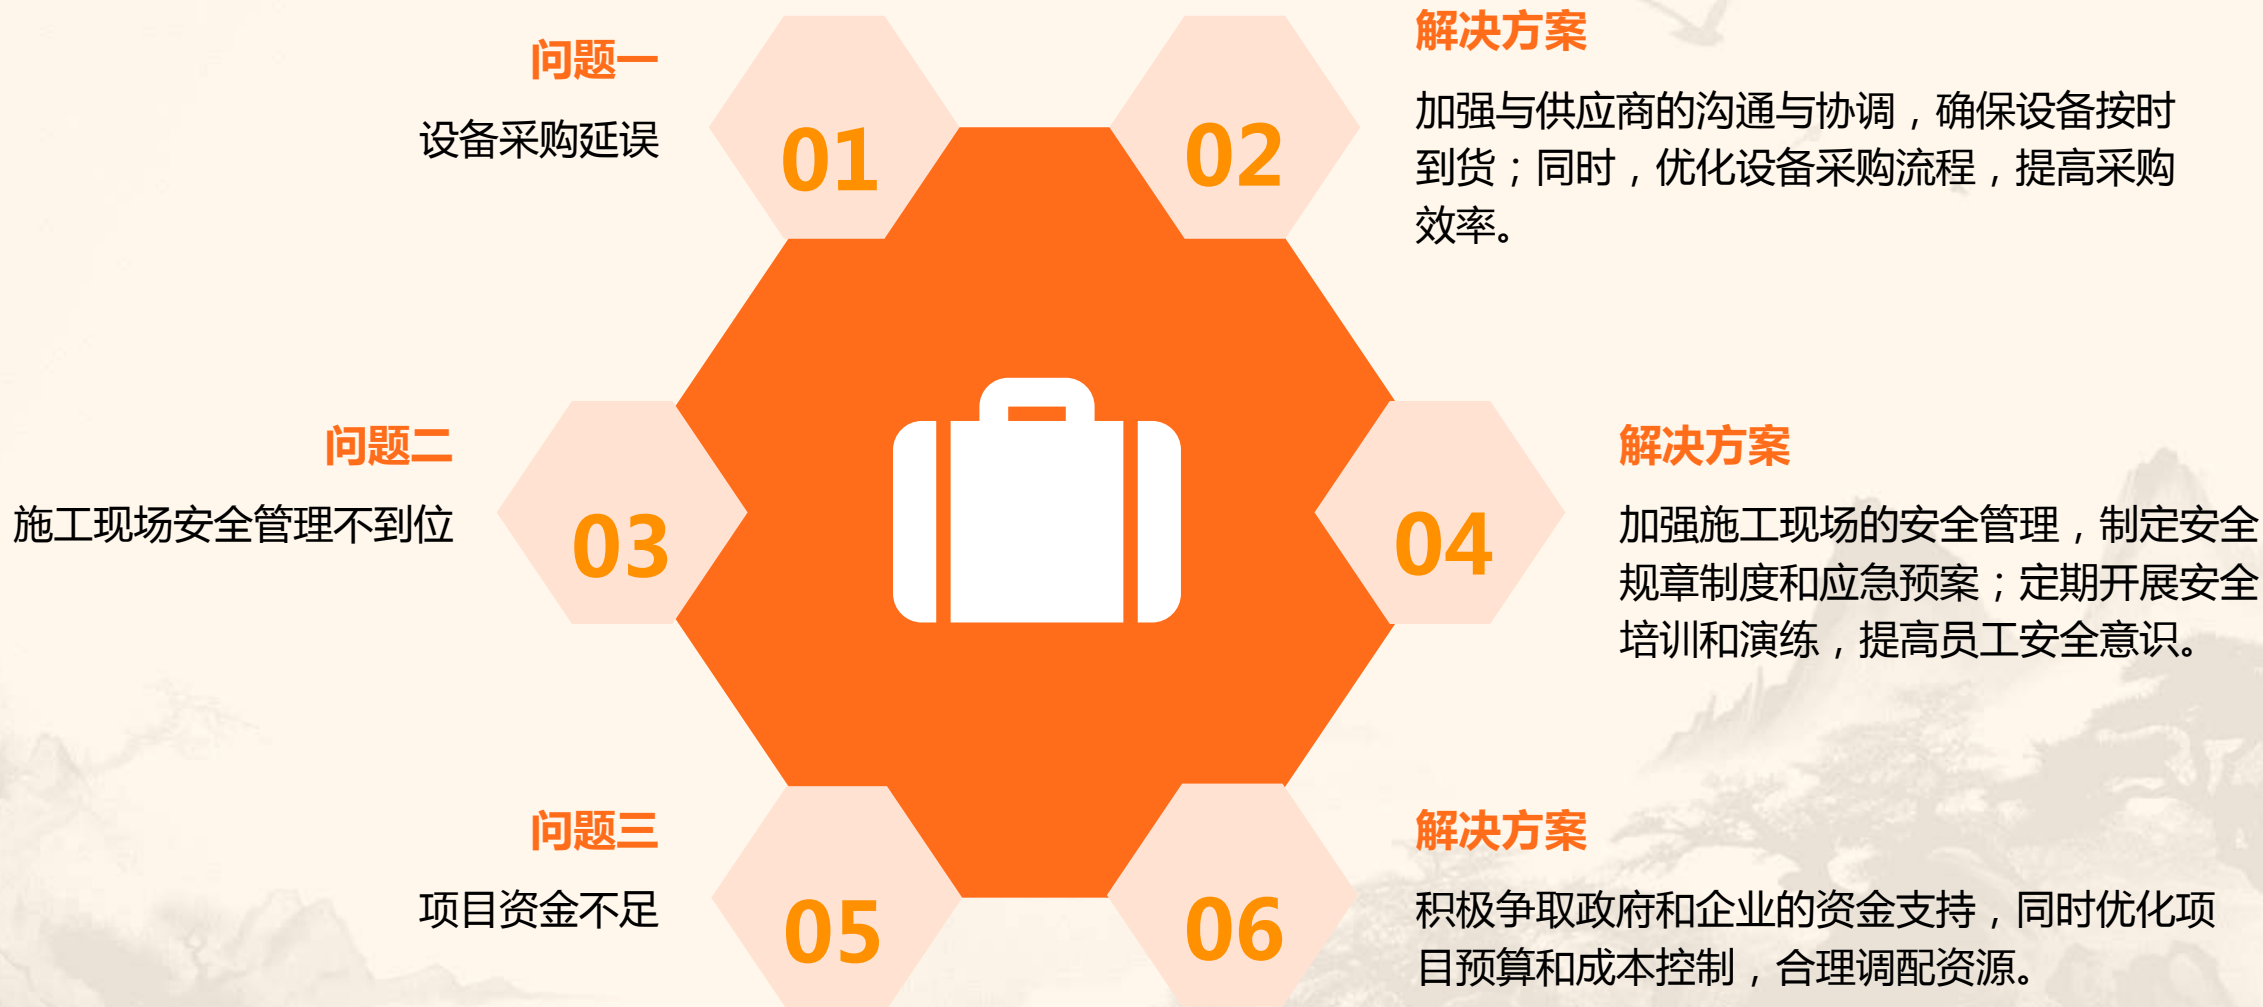 问题一
设备采购延误
01
02
解决方案
加强与供应商的沟通与协调，确保设备按时
到货；同时，优化设备采购流程，提高采购
效率。
问题二
施工现场安全管理不到位
03
04
解决方案
加强施工现场的安全管理，制定安全
规章制度和应急预案；定期开展安全
培训和演练，提高员工安全意识。
问题三
项目资金不足
05
06
解决方案
积极争取政府和企业的资金支持，同时优化项
目预算和成本控制，合理调配资源。